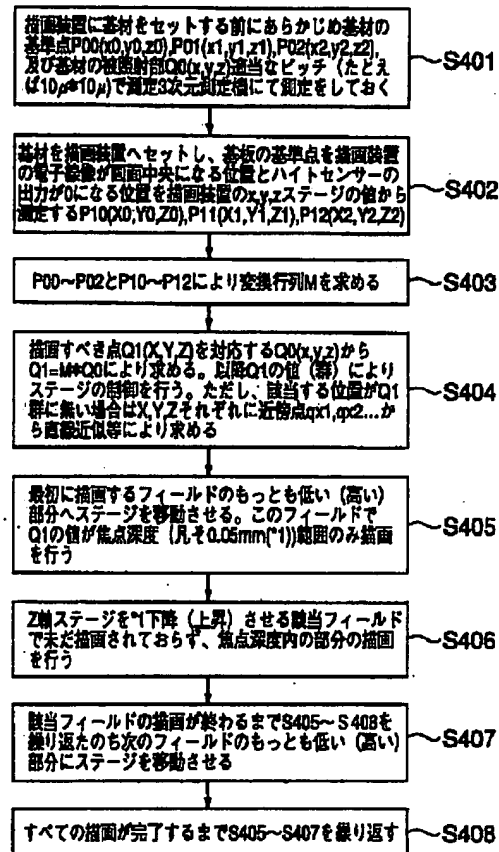 描画装置に基材をセットする前にあらかじめ基材の
基準点P00(x0,y0,z0),P01(x1,y1,z1),P02(x2,y2,z2),
及び基材の被照射部Q0(x,y,z)適当なピッチ（たとえ
ば10μ*10μ)で測定3次元測定機にて測定をしておく
S401
基材を描画装置へセットし、基板の基準点を描画装置
の電子線像が画面中央になる位置とハイトセンサーの
出力が0になる位置を描画装置のx,y,zステージの値から
測定するP10(X0,Y0,Z0),P11(X1,Y1,Z1),P12(X2,Y2,Z2)
S402
P00～P02とP10～P12により変換行列Mを求める
S403
描画すべき点Q1(X,Y,Z)を対応するQ0(x,y,z)から
Q1=M*Q0により求める。以降Q1の値（群）により
ステージの制御を行う。ただし、該当する位置がQ1
群に無い場合はX,Y,Zそれぞれに近傍点qx1,qx2...か
ら直線近似等により求める
S404
最初に描画するフィールドのもっとも低い（高い）
部分へステージを移動させる。このフィールドで
Q1の値が焦点深度（凡そ0.05mm(*1))範囲のみ描画
を行う
S405
Z軸ステージを*1下降（上昇）させる該当フィールド
で未だ描画されておらず、焦点深度内の部分の描画
を行う
S406
該当フィールドの描画が終わるまでS405～S408を
繰り返たのち次のフィールドのもっとも低い（高い）
部分にステージを移動させる
S407
すべての描画が完了するまでS405～S407を繰り返す
S408